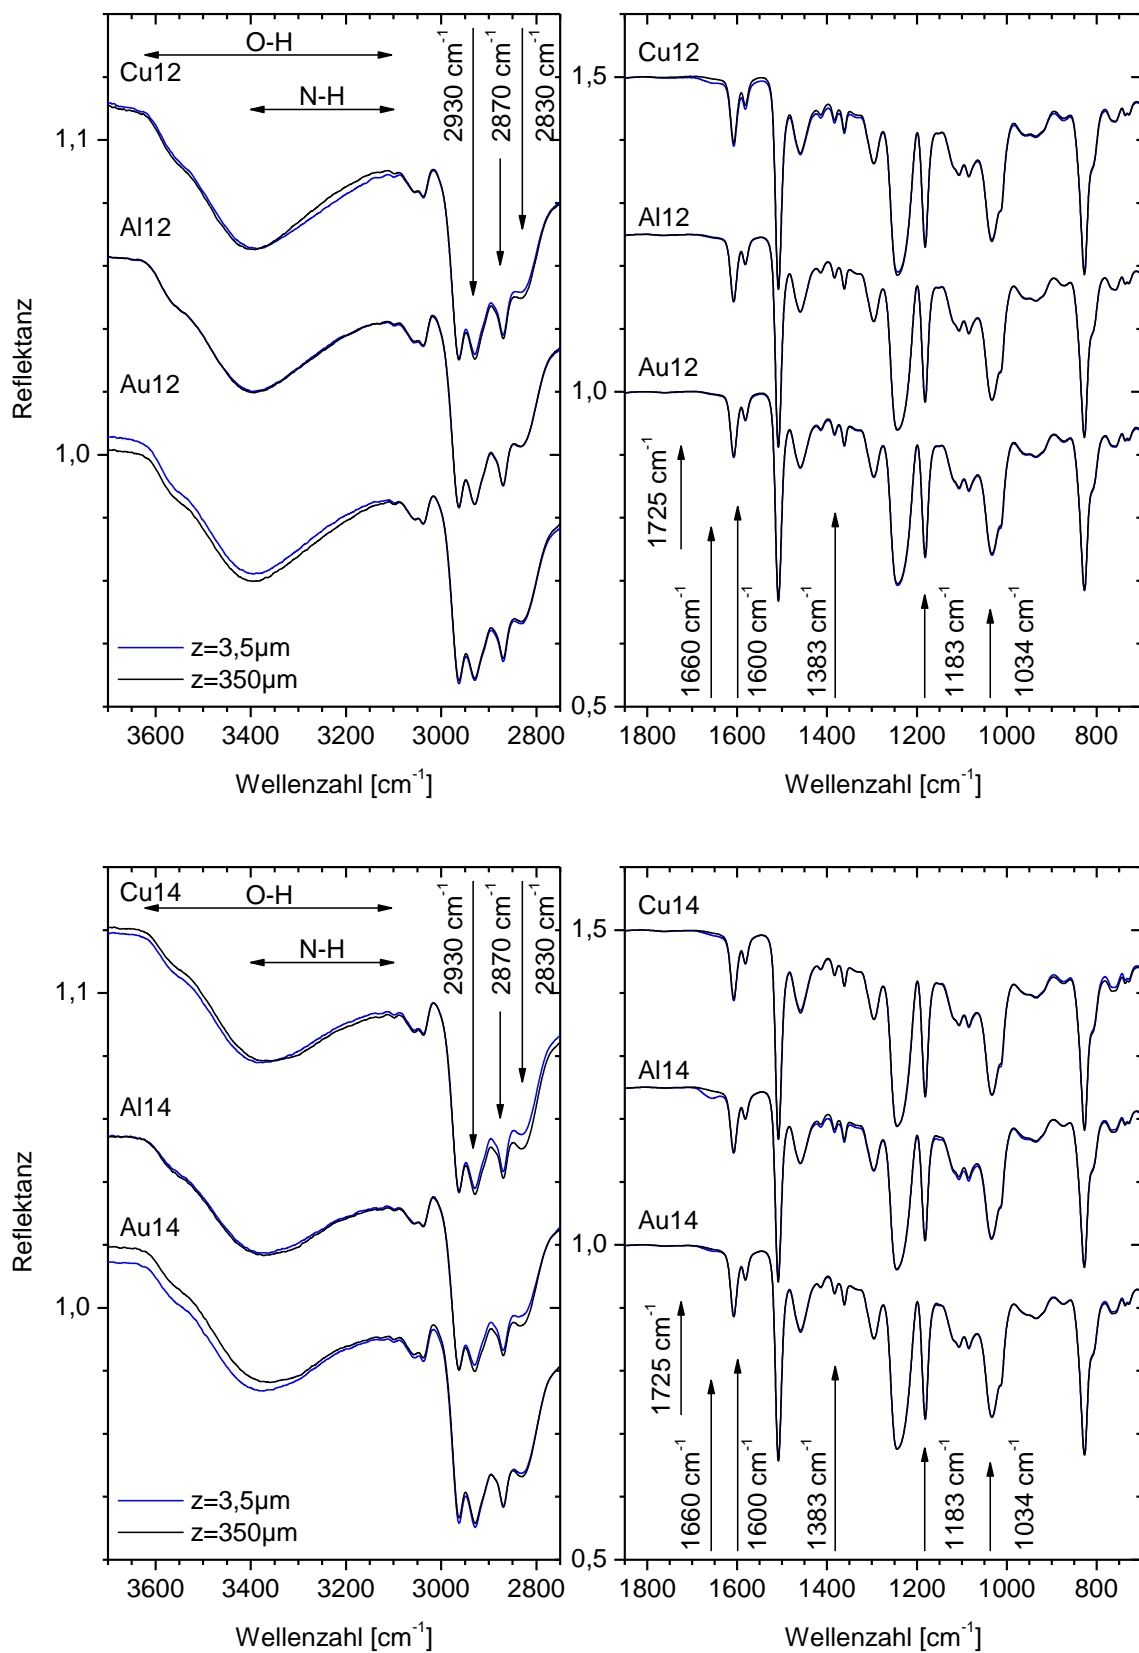 O-H
Cu12
N-H
2930 cm⁻¹
2870 cm⁻¹
2830 cm⁻¹
1,1
Al12
Au12
1,0
z=3,5µm
z=350µm
Reflektanz
3600 3400 3200 3000 2800
Wellenzahl [cm⁻¹]
Cu12
1,5
Al12
Au12
1,0
1725 cm⁻¹
1660 cm⁻¹
1600 cm⁻¹
1383 cm⁻¹
1183 cm⁻¹
1034 cm⁻¹
0,5
1800 1600 1400 1200 1000 800
Wellenzahl [cm⁻¹]
Cu14
O-H
N-H
2930 cm⁻¹
2870 cm⁻¹
2830 cm⁻¹
1,1
Al14
Au14
1,0
z=3,5µm
z=350µm
Reflektanz
3600 3400 3200 3000 2800
Wellenzahl [cm⁻¹]
Cu14
1,5
Al14
Au14
1,0
1725 cm⁻¹
1660 cm⁻¹
1600 cm⁻¹
1383 cm⁻¹
1183 cm⁻¹
1034 cm⁻¹
0,5
1800 1600 1400 1200 1000 800
Wellenzahl [cm⁻¹]